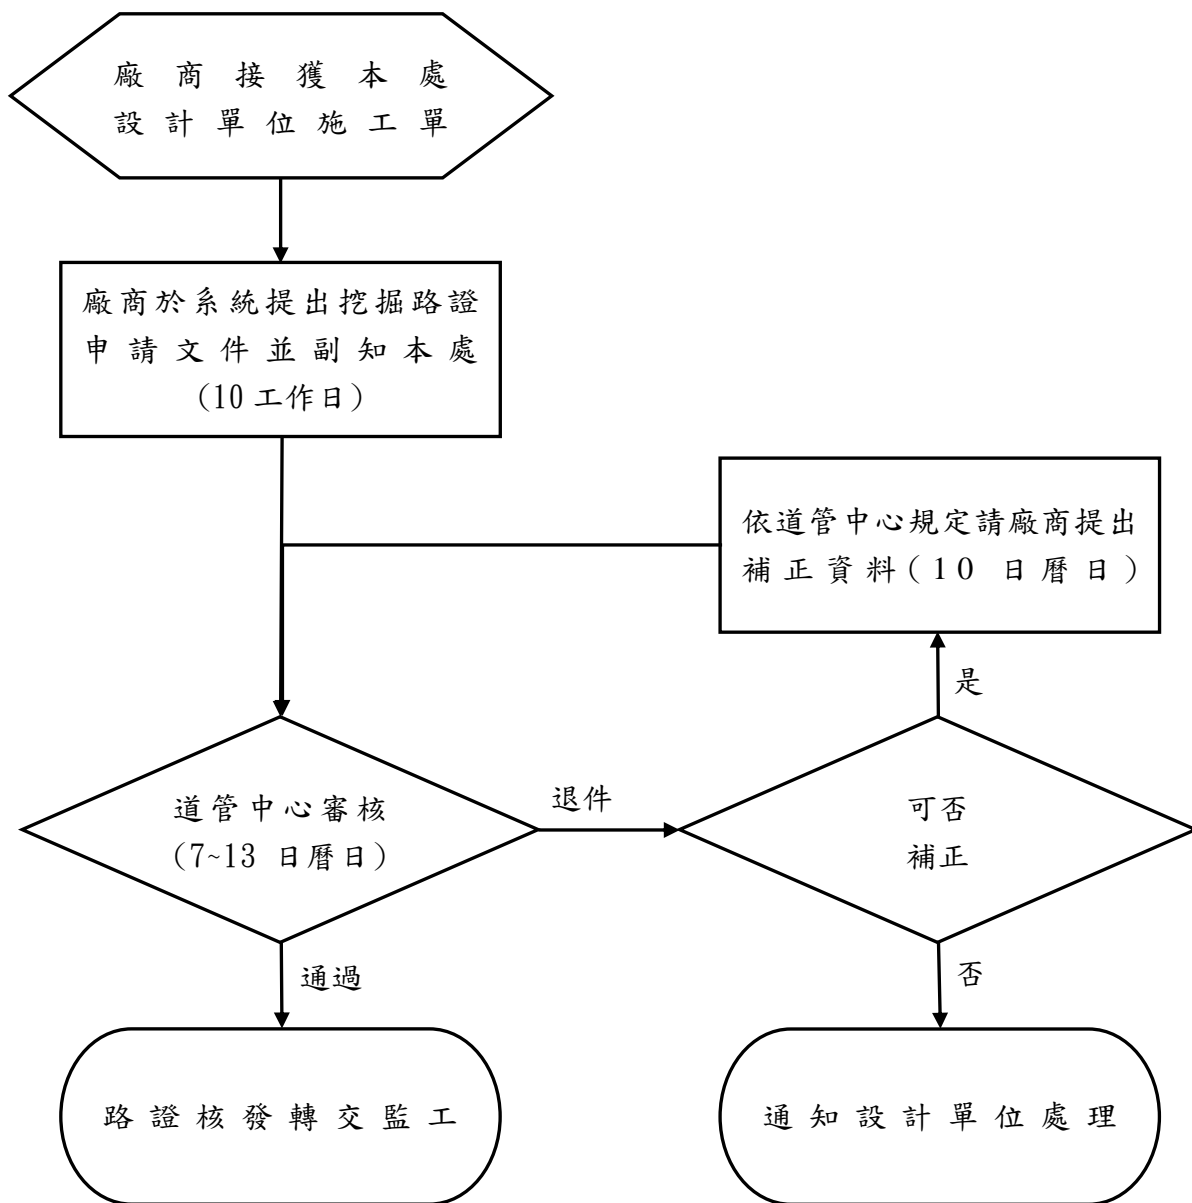 廠商接獲本處
設計單位施工單
廠商於系統提出挖掘路證
申請文件並副知本處
(10工作日)
依道管中心規定請廠商提出
補正資料(10 日曆日)
是
道管中心審核
(7~13 日曆日)
退件
可否
補正
通過
否
路證核發轉交監工
通知設計單位處理